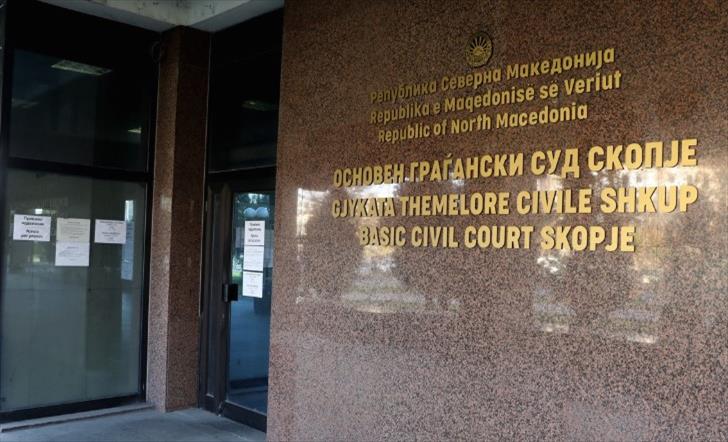 Република Северна Македонија
Republika e Maqedonisë se Veriut
Republic of North Macedonia
ОСНОВЕН ГРАЃАНСКИ СУД СКОПЈЕ
GJYKATA THEMELORE CIVILE SHKUP
BASIC CIVIL COURT SKOPJE